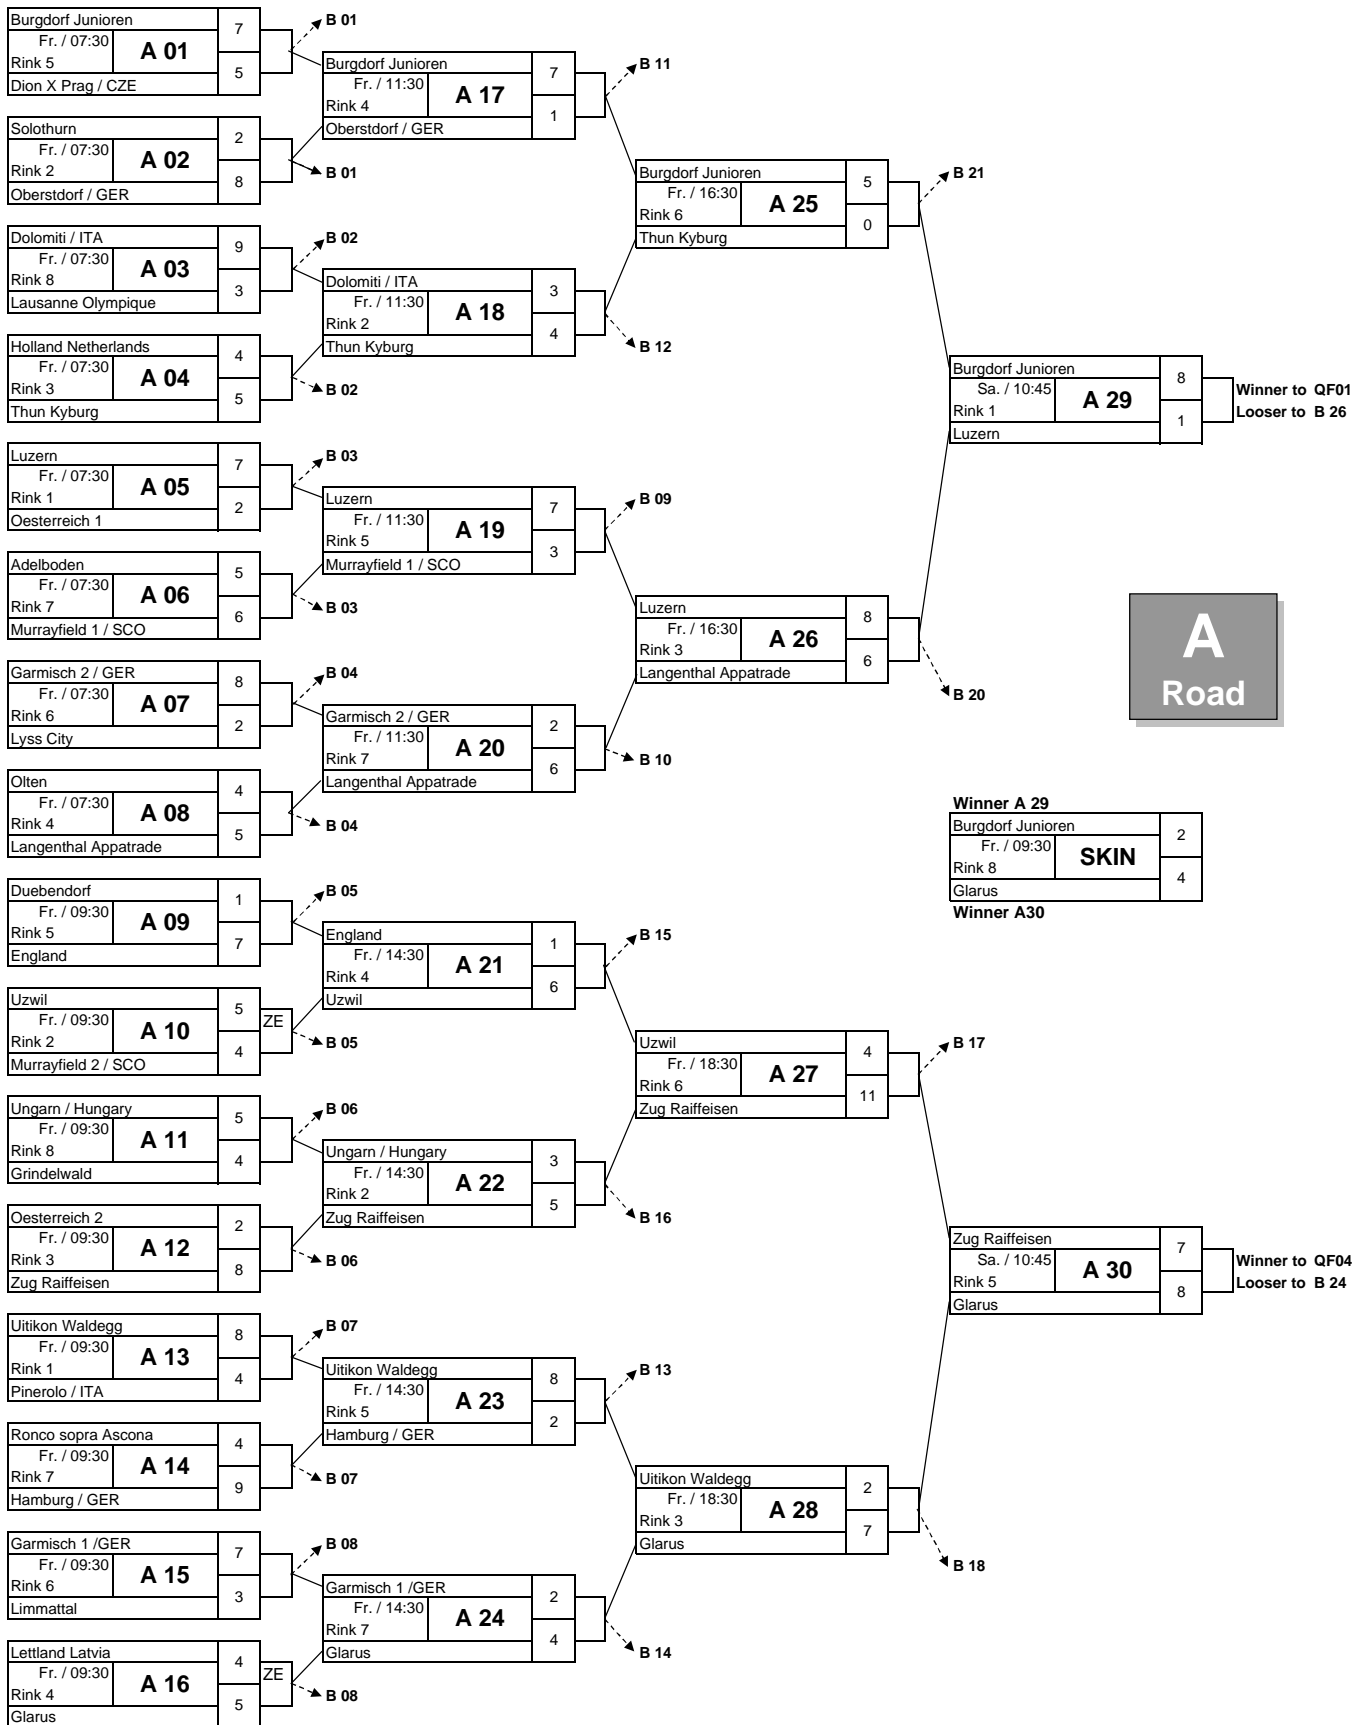 Burgdorf Junioren 7
Fr. / 07:30
Rink 5
A 01
Dion X Prag / CZE 5
B 01
Solothurn 2
Fr. / 07:30
Rink 2
A 02
Oberstdorf / GER 8
B 01
Dolomiti / ITA 9
Fr. / 07:30
Rink 8
A 03
Lausanne Olympique 3
B 02
Holland Netherlands 4
Fr. / 07:30
Rink 3
A 04
Thun Kyburg 5
B 02
Luzern 7
Fr. / 07:30
Rink 1
A 05
Oesterreich 1 2
B 03
Adelboden 5
Fr. / 07:30
Rink 7
A 06
Murrayfield 1 / SCO 6
B 03
Garmisch 2 / GER 8
Fr. / 07:30
Rink 6
A 07
Lyss City 2
B 04
Olten 4
Fr. / 07:30
Rink 4
A 08
Langenthal Appatrade 5
B 04
Duebendorf 1
Fr. / 09:30
Rink 5
A 09
England 7
B 05
Uzwil 5
Fr. / 09:30
Rink 2
A 10
ZE
Murrayfield 2 / SCO 4
B 05
Ungarn / Hungary 5
Fr. / 09:30
Rink 8
A 11
Grindelwald 4
B 06
Oesterreich 2 2
Fr. / 09:30
Rink 3
A 12
Zug Raiffeisen 8
B 06
Uitikon Waldegg 8
Fr. / 09:30
Rink 1
A 13
Pinerolo / ITA 4
B 07
Ronco sopra Ascona 4
Fr. / 09:30
Rink 7
A 14
Hamburg / GER 9
B 07
Garmisch 1 /GER 7
Fr. / 09:30
Rink 6
A 15
Limmattal 3
B 08
Lettland Latvia 4
Fr. / 09:30
Rink 4
A 16
ZE
Glarus 5
B 08
Burgdorf Junioren 7
Fr. / 11:30
Rink 4
A 17
Oberstdorf / GER 1
B 11
Dolomiti / ITA 3
Fr. / 11:30
Rink 2
A 18
Thun Kyburg 4
B 12
Luzern 7
Fr. / 11:30
Rink 5
A 19
Murrayfield 1 / SCO 3
B 09
Garmisch 2 / GER 2
Fr. / 11:30
Rink 7
A 20
Langenthal Appatrade 6
B 10
England 1
Fr. / 14:30
Rink 4
A 21
Uzwil 6
B 15
Ungarn / Hungary 3
Fr. / 14:30
Rink 2
A 22
Zug Raiffeisen 5
B 16
Uitikon Waldegg 8
Fr. / 14:30
Rink 5
A 23
Hamburg / GER 2
B 13
Garmisch 1 /GER 2
Fr. / 14:30
Rink 7
A 24
Glarus 4
B 14
Burgdorf Junioren 5
Fr. / 16:30
Rink 6
A 25
Thun Kyburg 0
B 21
Luzern 8
Fr. / 16:30
Rink 3
A 26
Langenthal Appatrade 6
B 20
Uzwil 4
Fr. / 18:30
Rink 6
A 27
Zug Raiffeisen 11
B 17
Uitikon Waldegg 2
Fr. / 18:30
Rink 3
A 28
Glarus 7
B 18
Burgdorf Junioren 8
Sa. / 10:45
Rink 1
A 29
Luzern 1
Winner to QF01
Looser to B 26
A
Road
Winner A 29
Burgdorf Junioren 2
Fr. / 09:30
Rink 8
SKIN
Glarus 4
Winner A30
Zug Raiffeisen 7
Sa. / 10:45
Rink 5
A 30
Glarus 8
Winner to QF04
Looser to B 24